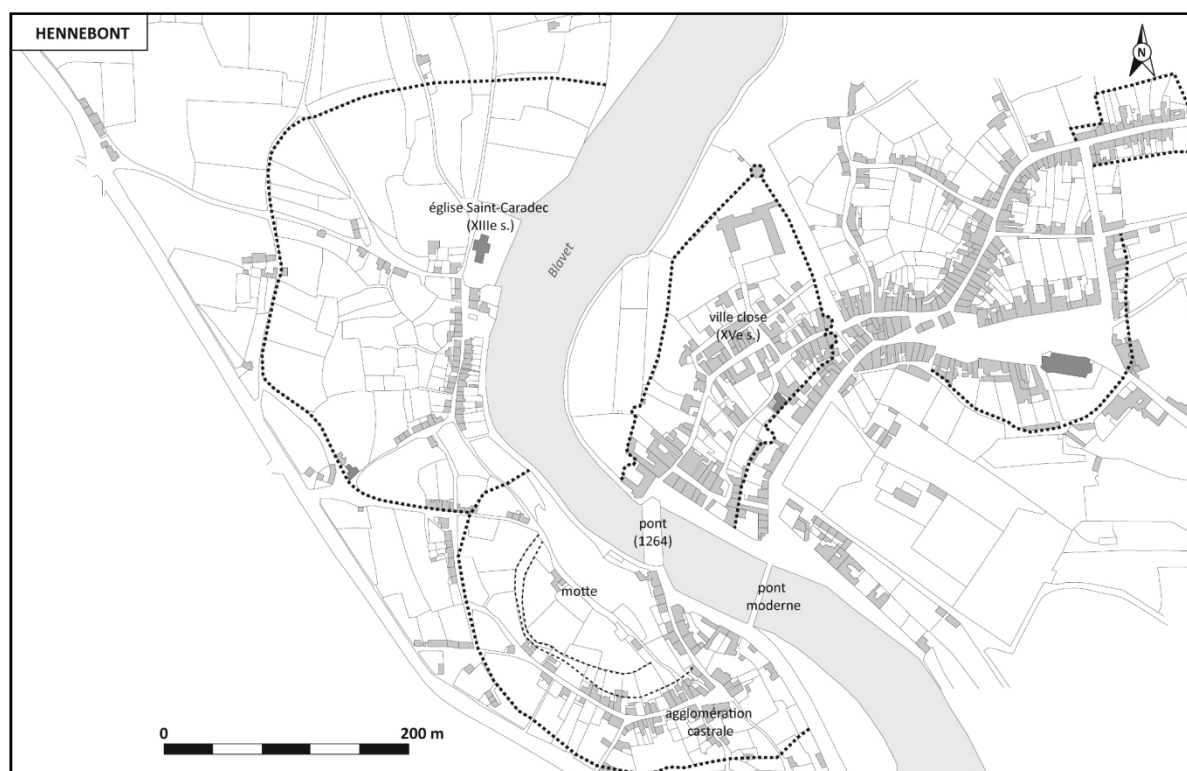 HENNEBONT
N
église Saint-Caradec
(XIIIe s.)
Blavet
ville close
(XVe s.)
pont
(1264)
motte
pont
moderne
agglomération
castrale
0
200 m